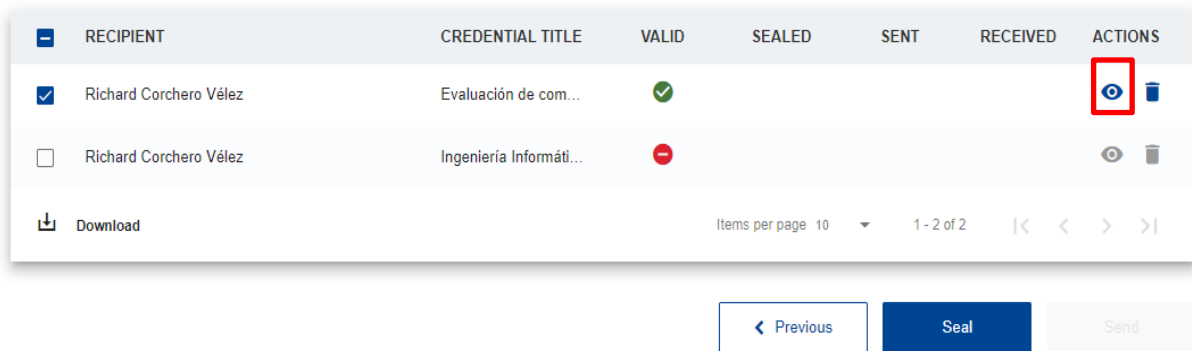 RECIPIENT CREDENTIAL TITLE VALID SEALED SENT RECEIVED ACTIONS
Richard Corchero Vélez Evaluación de com...
Richard Corchero Vélez Ingeniería Informáti...
Download Items per page 10 1 - 2 of 2
Previous Seal Send